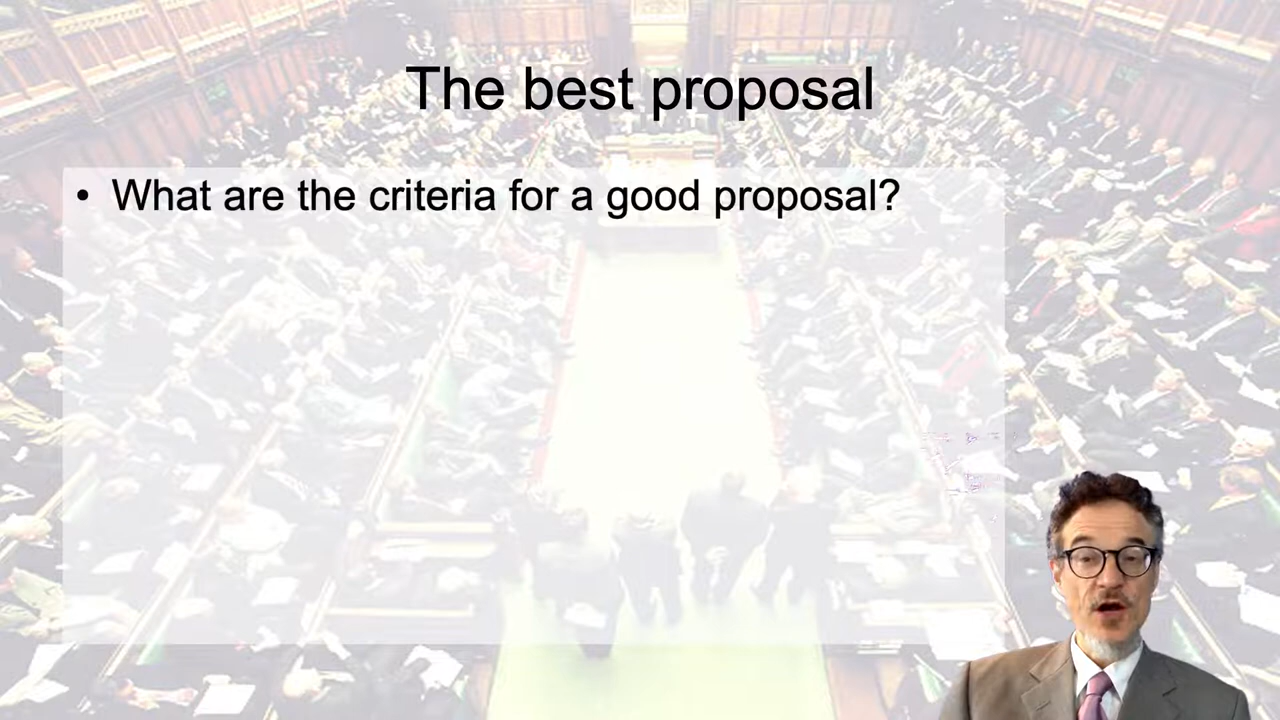 The best proposal
• What are the criteria for a good proposal?